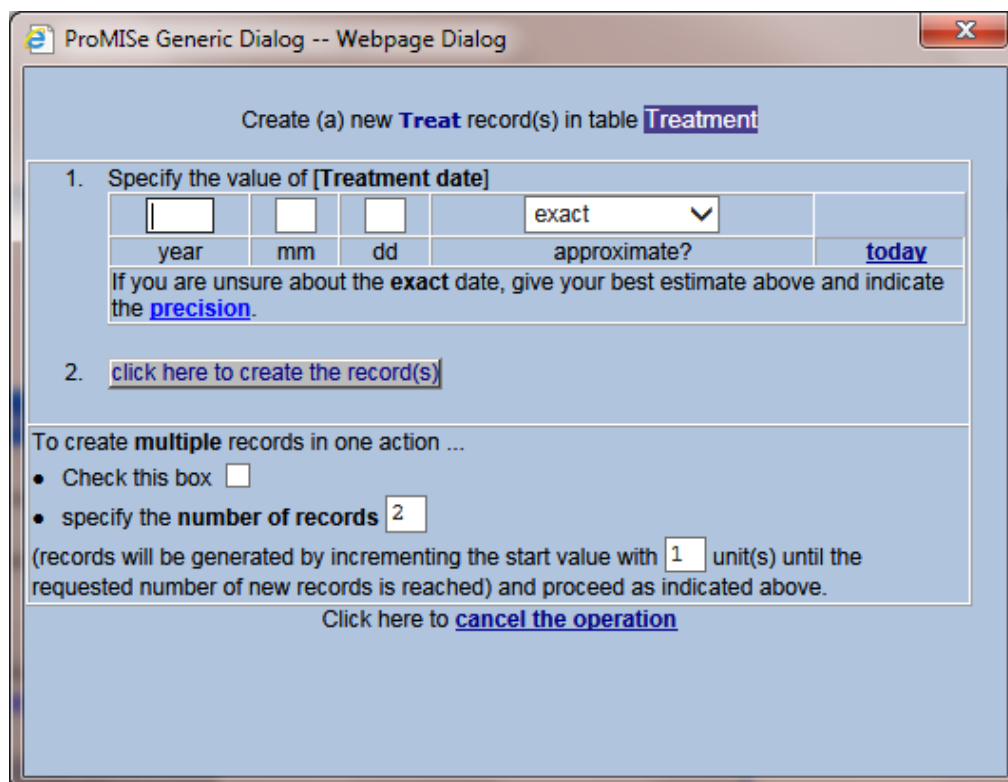 ProMISe Generic Dialog -- Webpage Dialog
x
Create (a) new Treat record(s) in table Treatment
1. Specify the value of [Treatment date]
exact
year mm dd approximate? today
If you are unsure about the exact date, give your best estimate above and indicate
the precision.
2. click here to create the record(s)
To create multiple records in one action ...
● Check this box
● specify the number of records 2
(records will be generated by incrementing the start value with 1 unit(s) until the
requested number of new records is reached) and proceed as indicated above.
Click here to cancel the operation